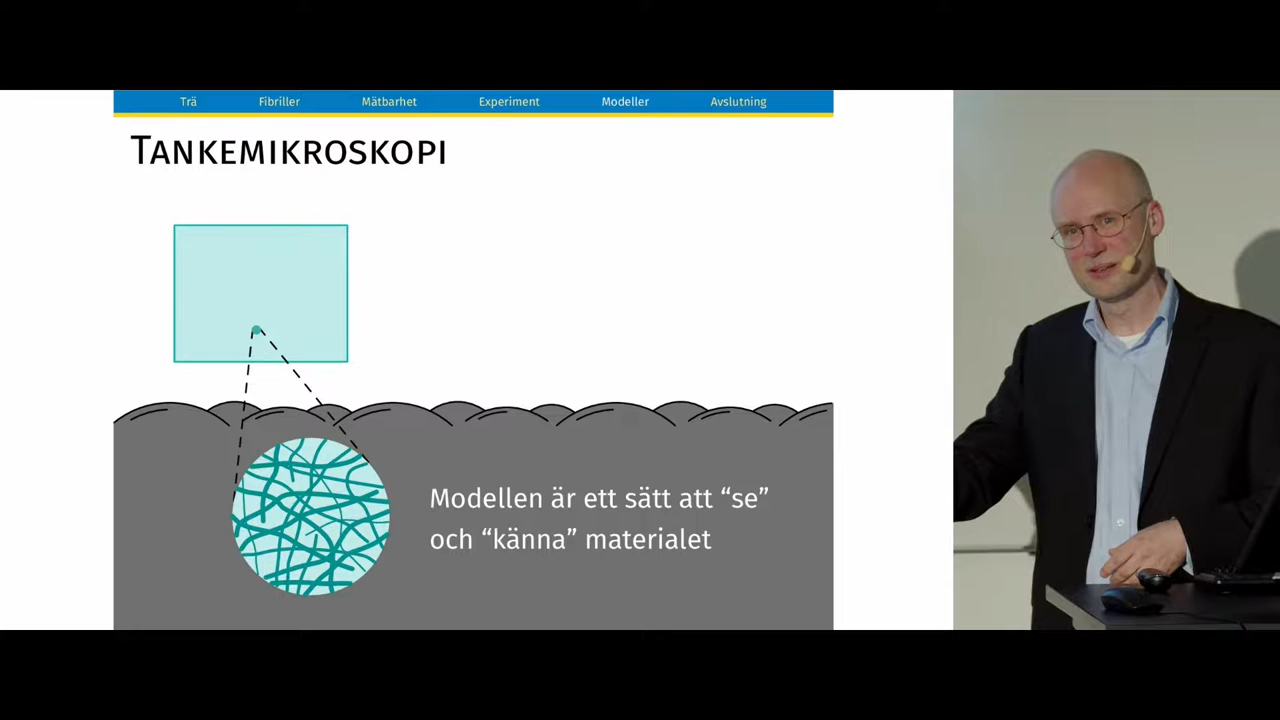 Trä Fibriller Mätbarhet Experiment Modeller Avslutning
TANKEMIKROSKOPI
Modellen är ett sätt att “se”
och “känna” materialet